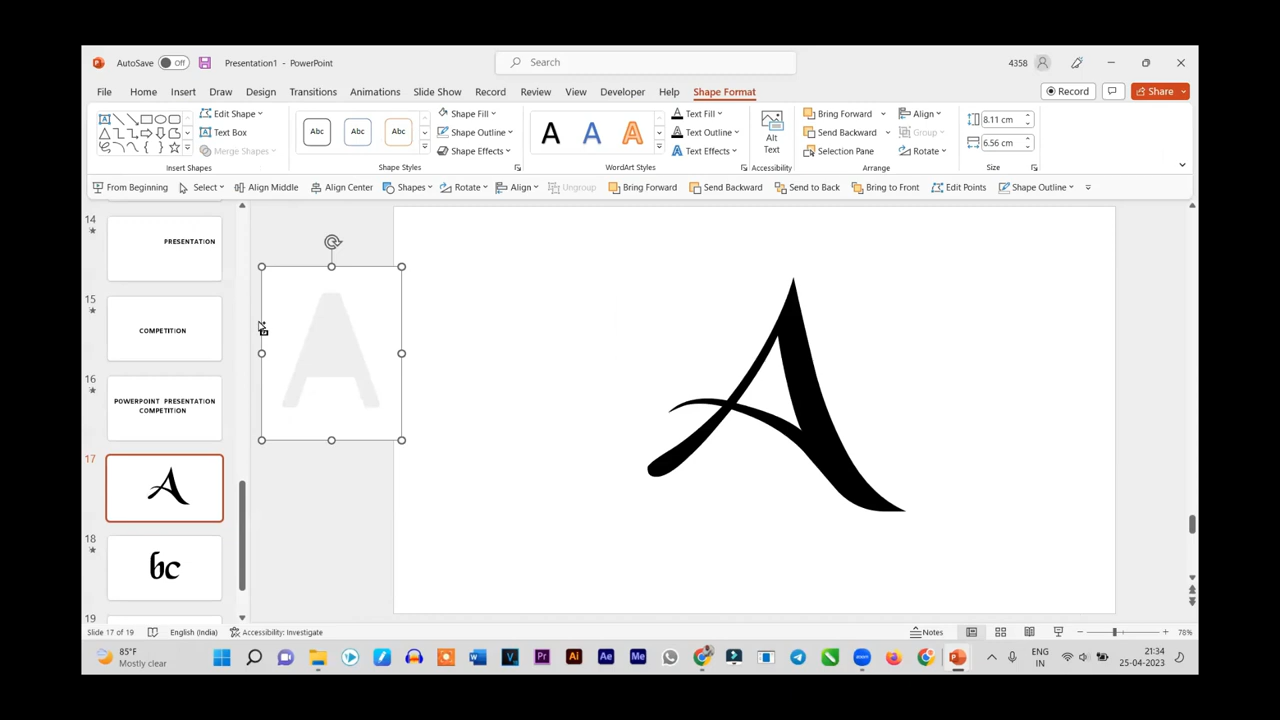 AutoSave Off Presentation1 - PowerPoint Search 4358
File Home Insert Draw Design Transitions Animations Slide Show Record Review View Developer Help Shape Format Record Share
Edit Shape Text Box Merge Shapes Insert Shapes
Abc Abc Abc Shape Fill Shape Outline Shape Effects Shape Styles
A A A Text Fill Text Outline Text Effects WordArt Styles
Alt Text Accessibility
Bring Forward Send Backward Selection Pane Align Group Rotate Arrange
8.11 cm 6.56 cm Size
From Beginning Select Align Middle Align Center Shapes Rotate Align Ungroup Bring Forward Send Backward Send to Back Bring to Front Edit Points Shape Outline
14 PRESENTATION
15 COMPETITION
16 POWERPOINT PRESENTATION
COMPETITION
17 A
18 bc
19
A
A
Slide 17 of 19 English (India) Accessibility: Investigate Notes 78%
85°F
Mostly clear
ENG
IN
21:34
25-04-2023